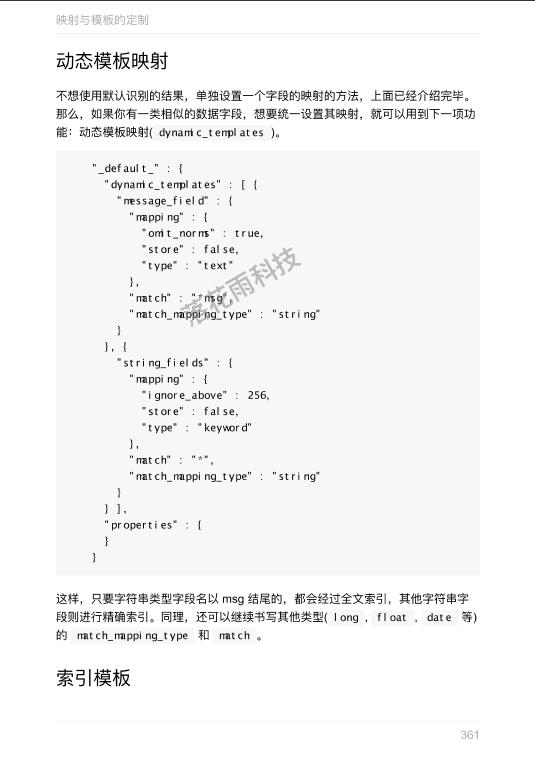 映射与模板的定制
动态模板映射
不想使用默认识别的结果，单独设置一个字段的映射的方法，上面已经介绍完毕。
那么，如果你有一类相似的数据字段，想要统一设置其映射，就可以用到下一项功
能：动态模板映射( dynamic_templates )。
"_default_" : {
"dynamic_templates" : [ {
"message_field" : {
"mapping" : {
"omit_norms" : true,
"store" : false,
"type" : "text"
},
"match" : "*msg",
"match_mapping_type" : "string"
}
}, {
"string_fields" : {
"mapping" : {
"ignore_above" : 256,
"store" : false,
"type" : "keyword"
},
"match" : "*",
"match_mapping_type" : "string"
}
} ],
"properties" : {
}
}
落花雨科技
这样，只要字符串类型字段名以 msg 结尾的，都会经过全文索引，其他字符串字
段则进行精确索引。同理，还可以继续书写其他类型( long , float , date 等)
的 match_mapping_type 和 match 。
索引模板
361